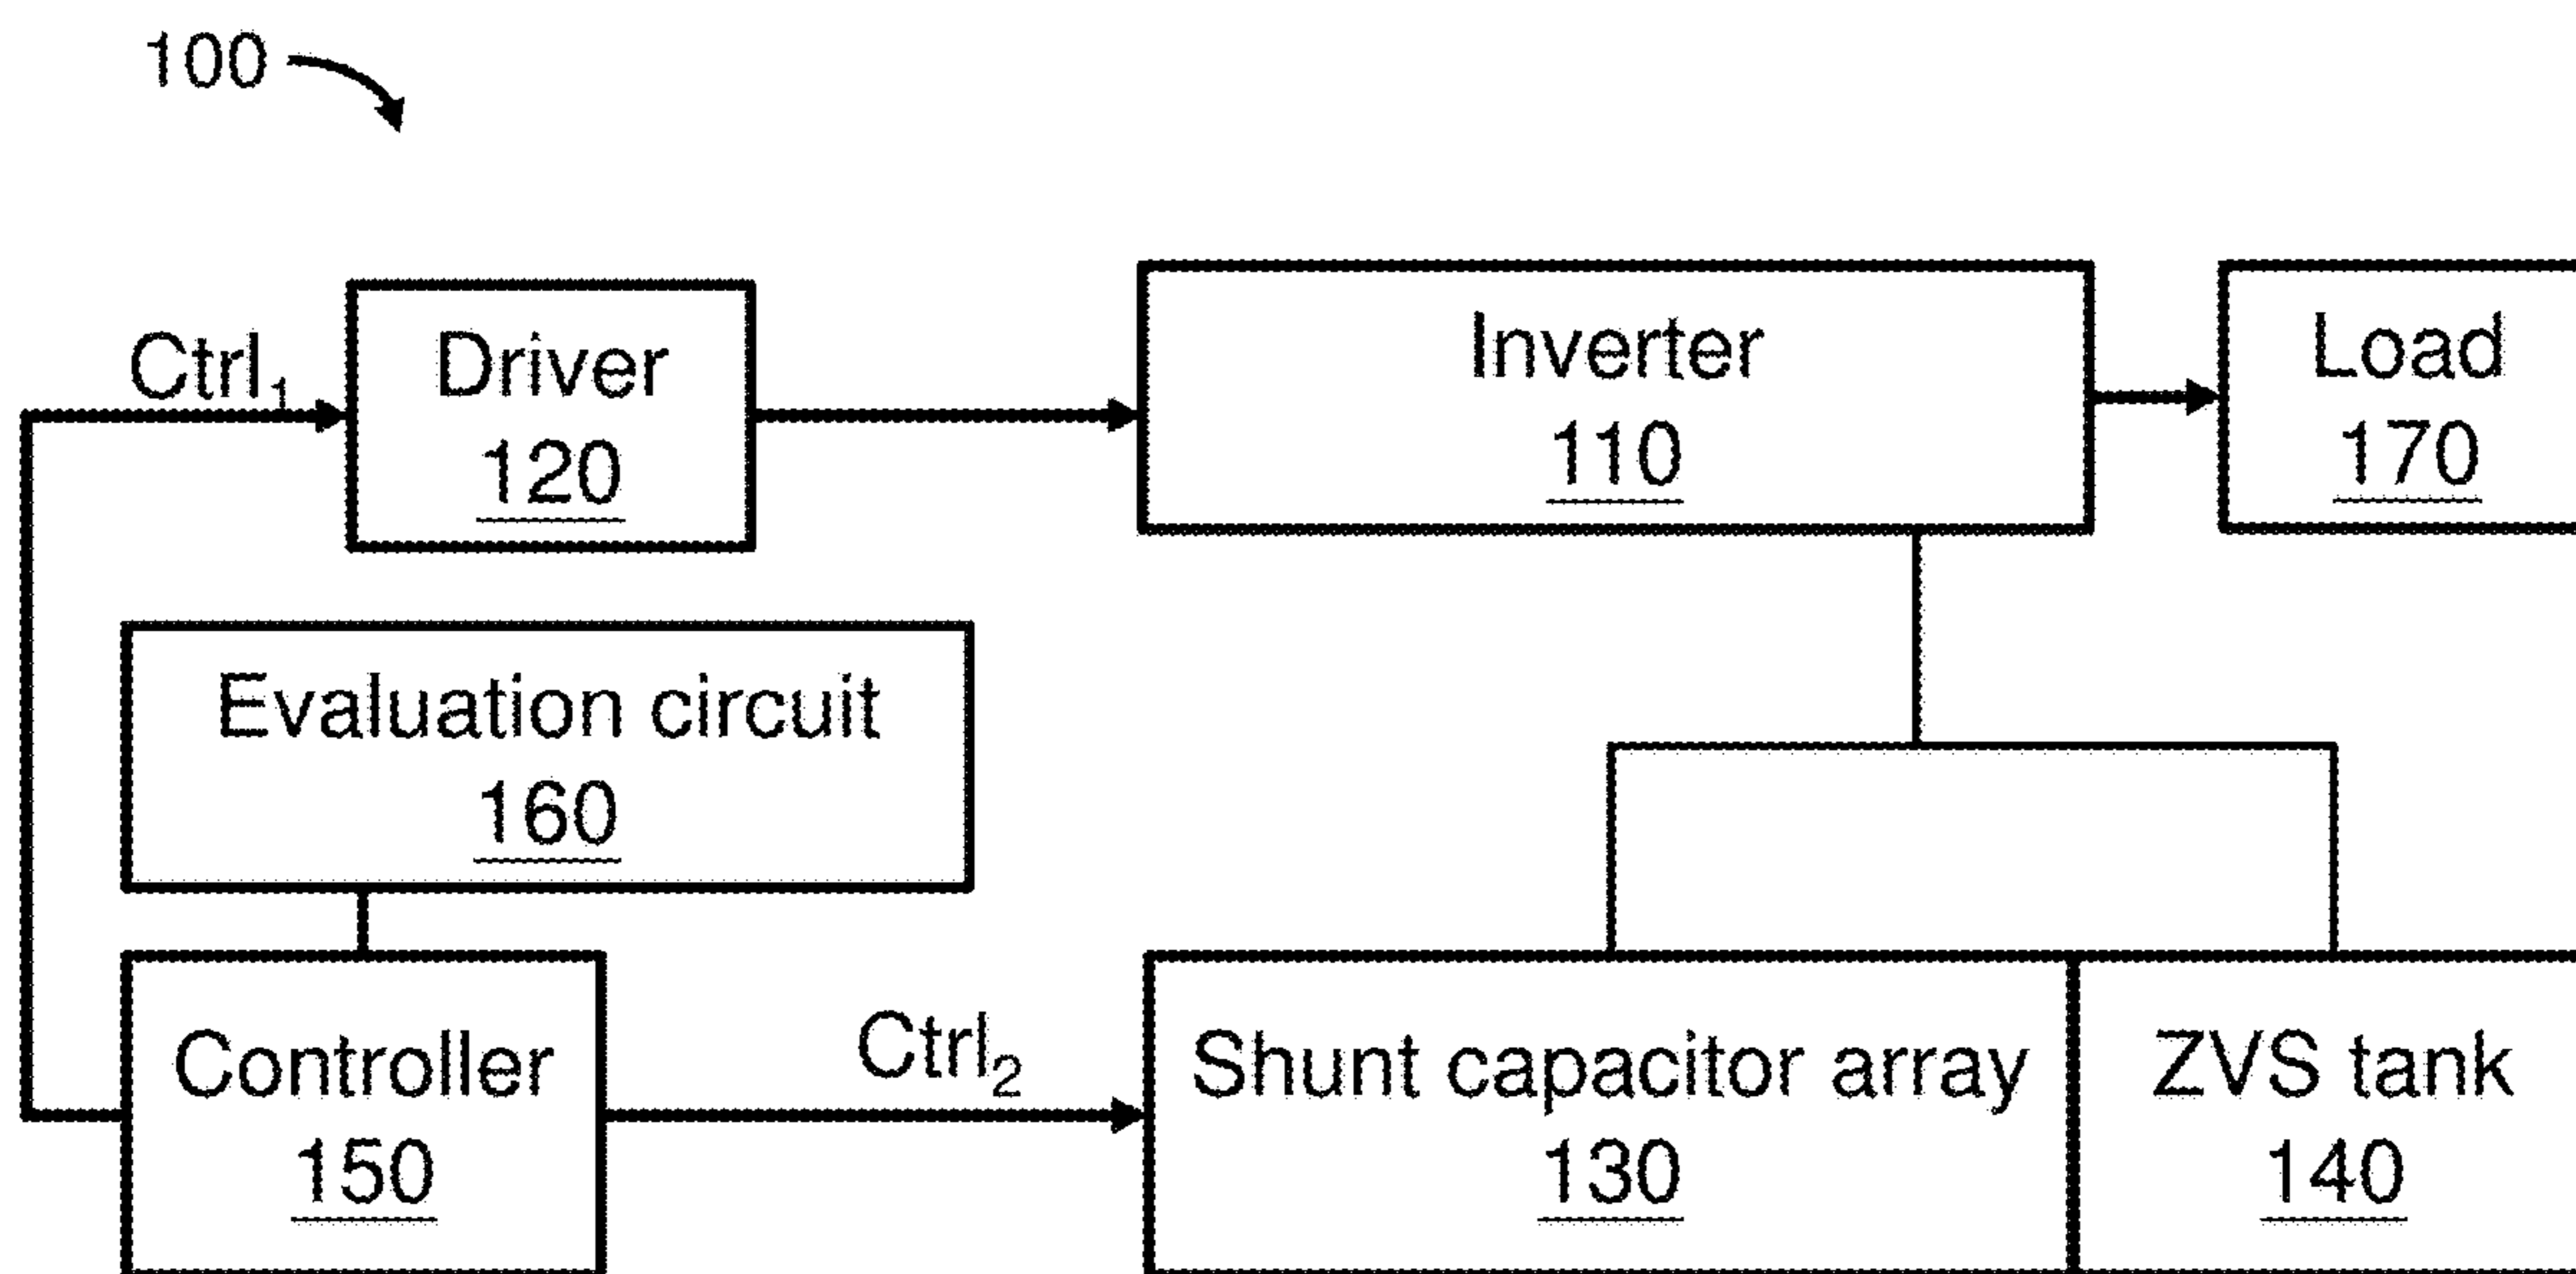 100
Ctrl₁
Driver
120
Inverter
110
Load
170
Evaluation circuit
160
Controller
150
Ctrl₂
Shunt capacitor array
130
ZVS tank
140